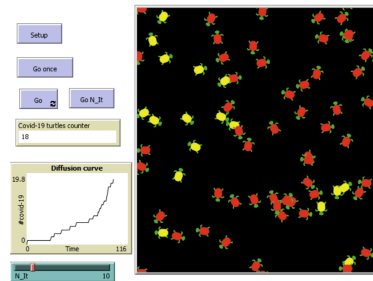 Setup
Go once
Go
Go N_It
Covid-19 turtles counter
18
Diffusion curve
19.8
#covid-19
0
0
Time
116
N_It
10